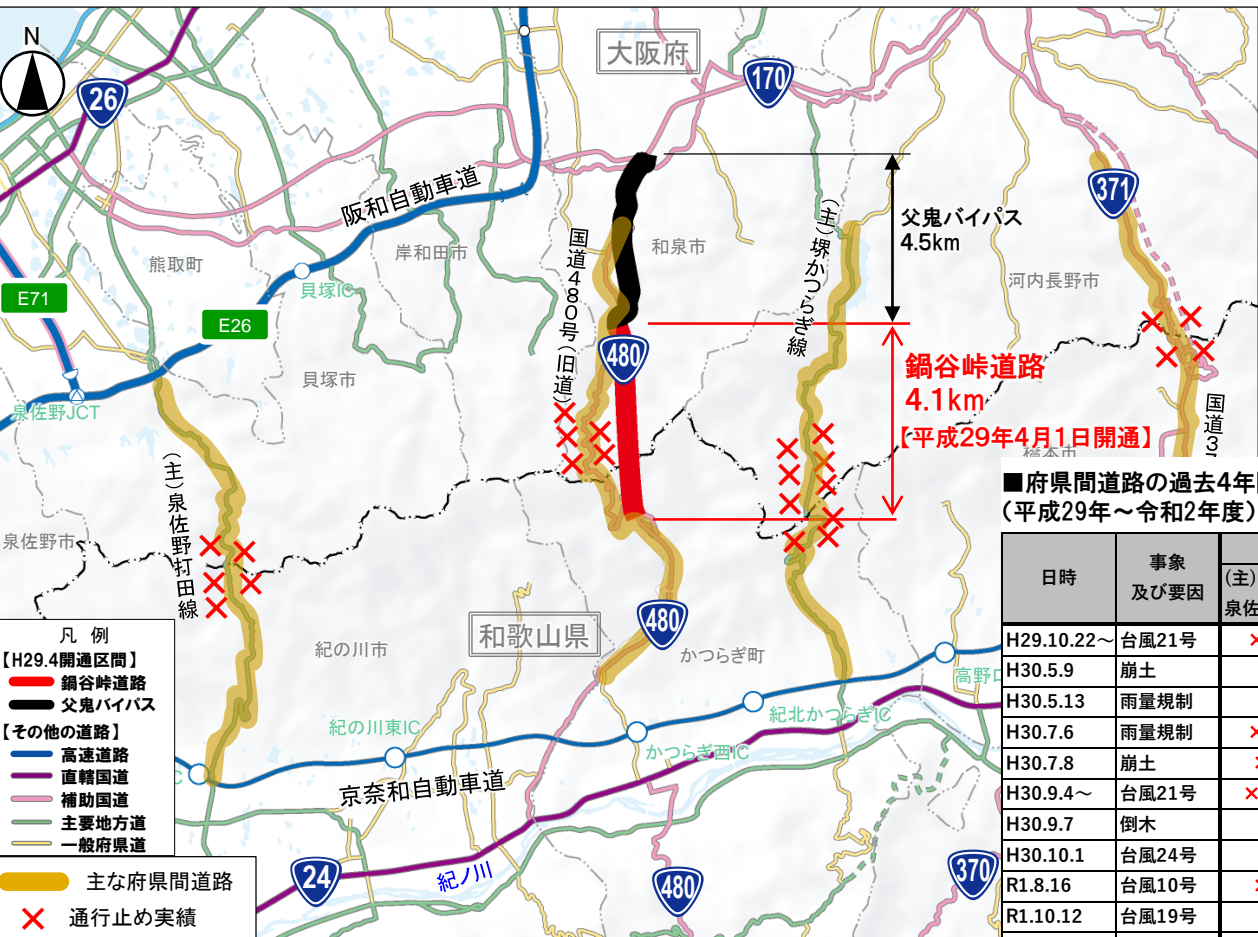 N
大阪府
26
170
阪和自動車道
371
父鬼バイパス
4.5km
国道480号(旧道)
和泉市
(主)堺かつらぎ線
岸和田市
熊取町
河内長野市
貝塚IC
E71
E26
480
鍋谷峠道路
4.1km
【平成29年4月1日開通】
貝塚市
泉佐野JCT
国道3
橋本市
(主)泉佐野打田線
泉佐野市
■府県間道路の過去4年
(平成29年~令和2年度)
日時
事象
及び要因
(主)
泉佐
H29.10.22~ 台風21号 ×
H30.5.9 崩土
H30.5.13 雨量規制
H30.7.6 雨量規制 ×
H30.7.8 崩土 ×
H30.9.4~ 台風21号 ×
H30.9.7 倒木
H30.10.1 台風24号
R1.8.16 台風10号 ×
R1.10.12 台風19号
和歌山県
480
紀の川市
かつらぎ町
高野口
紀北かつらぎIC
紀の川東IC
かつらぎ西IC
C
京奈和自動車道
紀ノ川
24
480
370
凡 例
【H29.4開通区間】
鍋谷峠道路
父鬼バイパス
【その他の道路】
高速道路
直轄国道
補助国道
主要地方道
一般府県道
主な府県間道路
通行止め実績